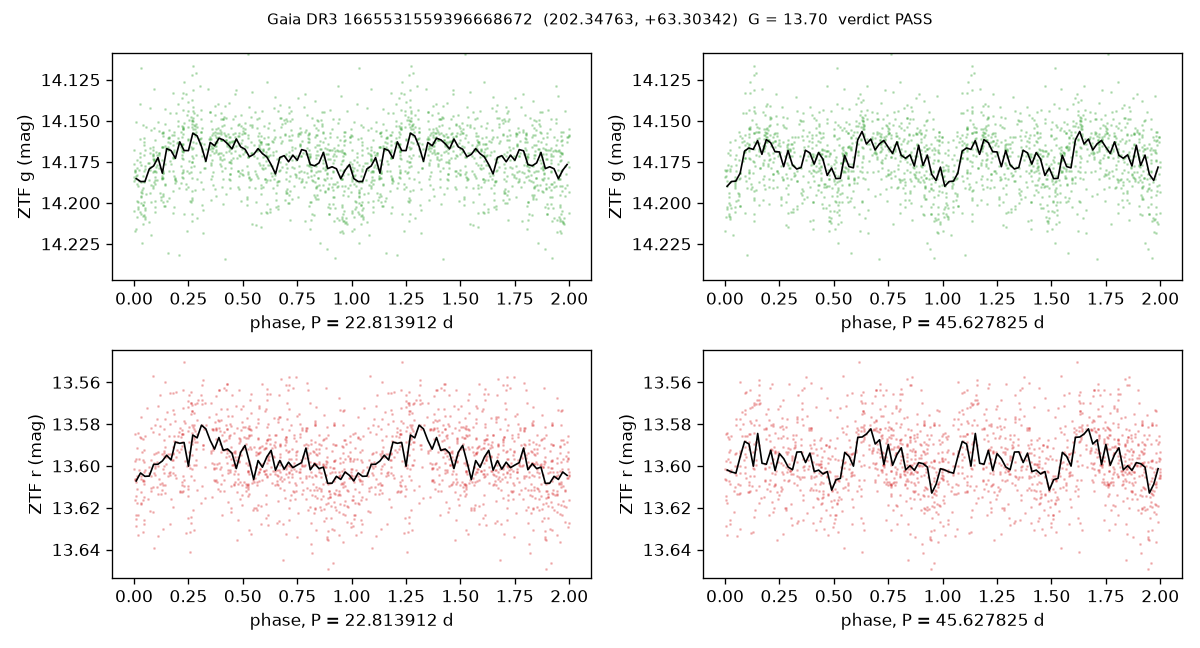 Gaia DR3 1665531559396668672 (202.34763, +63.30342) G = 13.70 verdict PASS
ZTF g (mag)
14.125
14.150
14.175
14.200
14.225
0.00 0.25 0.50 0.75 1.00 1.25 1.50 1.75 2.00
phase, P = 22.813912 d
ZTF g (mag)
14.125
14.150
14.175
14.200
14.225
0.00 0.25 0.50 0.75 1.00 1.25 1.50 1.75 2.00
phase, P = 45.627825 d
ZTF r (mag)
13.56
13.58
13.60
13.62
13.64
0.00 0.25 0.50 0.75 1.00 1.25 1.50 1.75 2.00
phase, P = 22.813912 d
ZTF r (mag)
13.56
13.58
13.60
13.62
13.64
0.00 0.25 0.50 0.75 1.00 1.25 1.50 1.75 2.00
phase, P = 45.627825 d